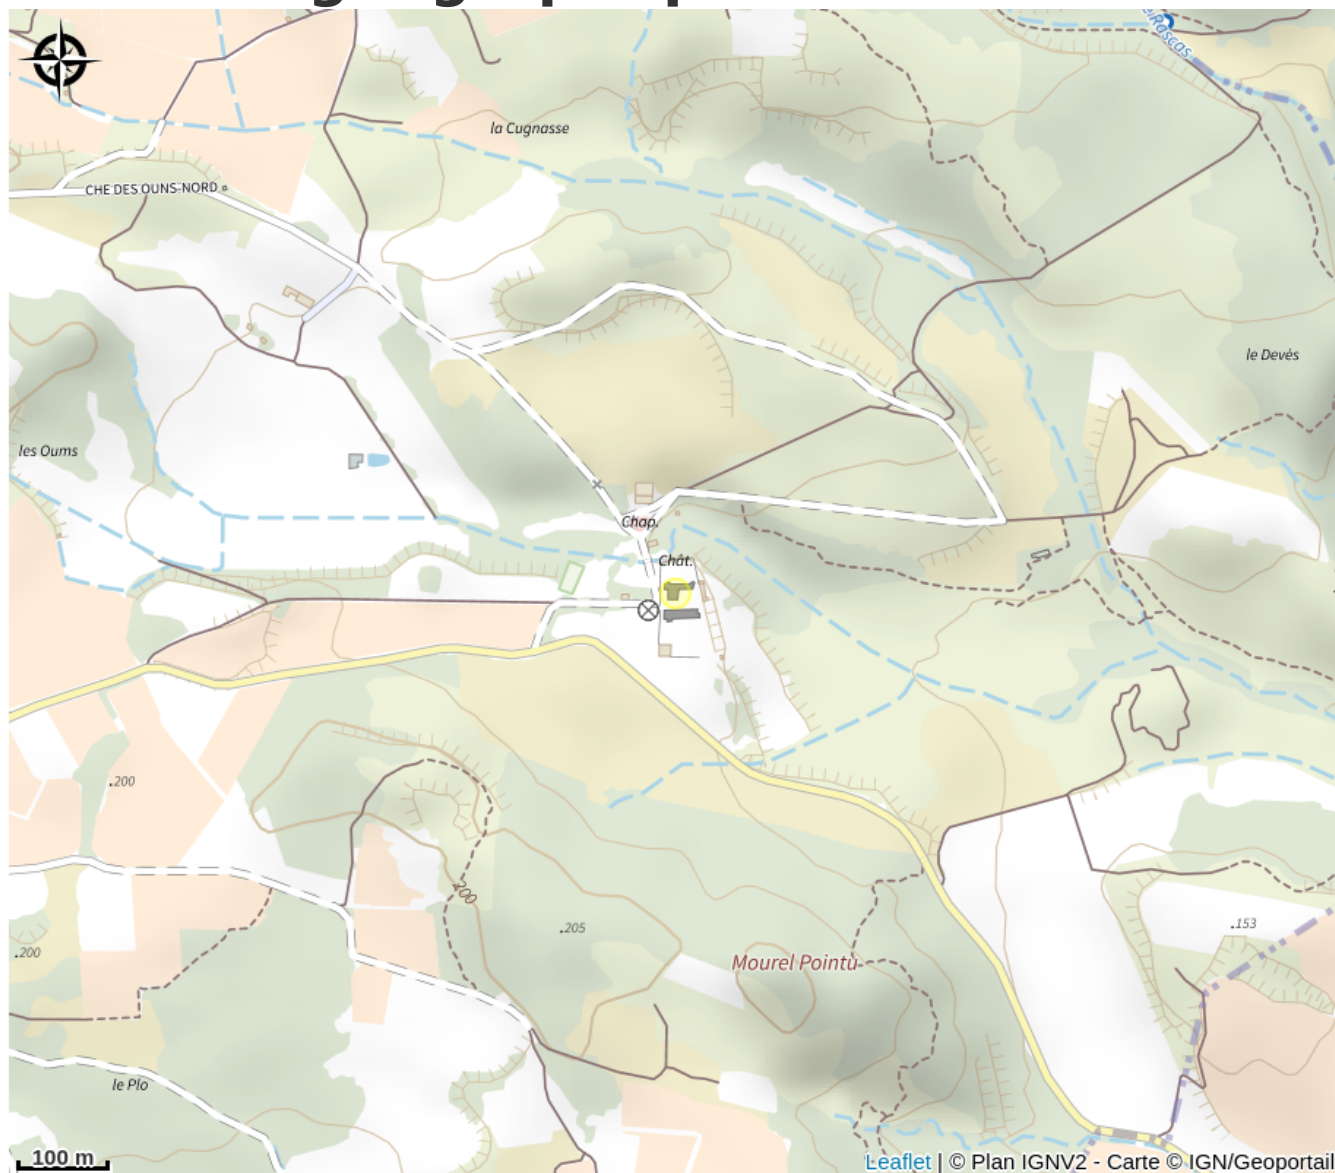 Rascas
la Cugnasse
CHE DES OUNS-NORD
le Devès
les Oums
Chap.
Chât.
.200
200
.205
.153
.200
Mourel Pointu
le Plo
100 m
Leaflet | © Plan IGNV2 - Carte © IGN/Geoportail